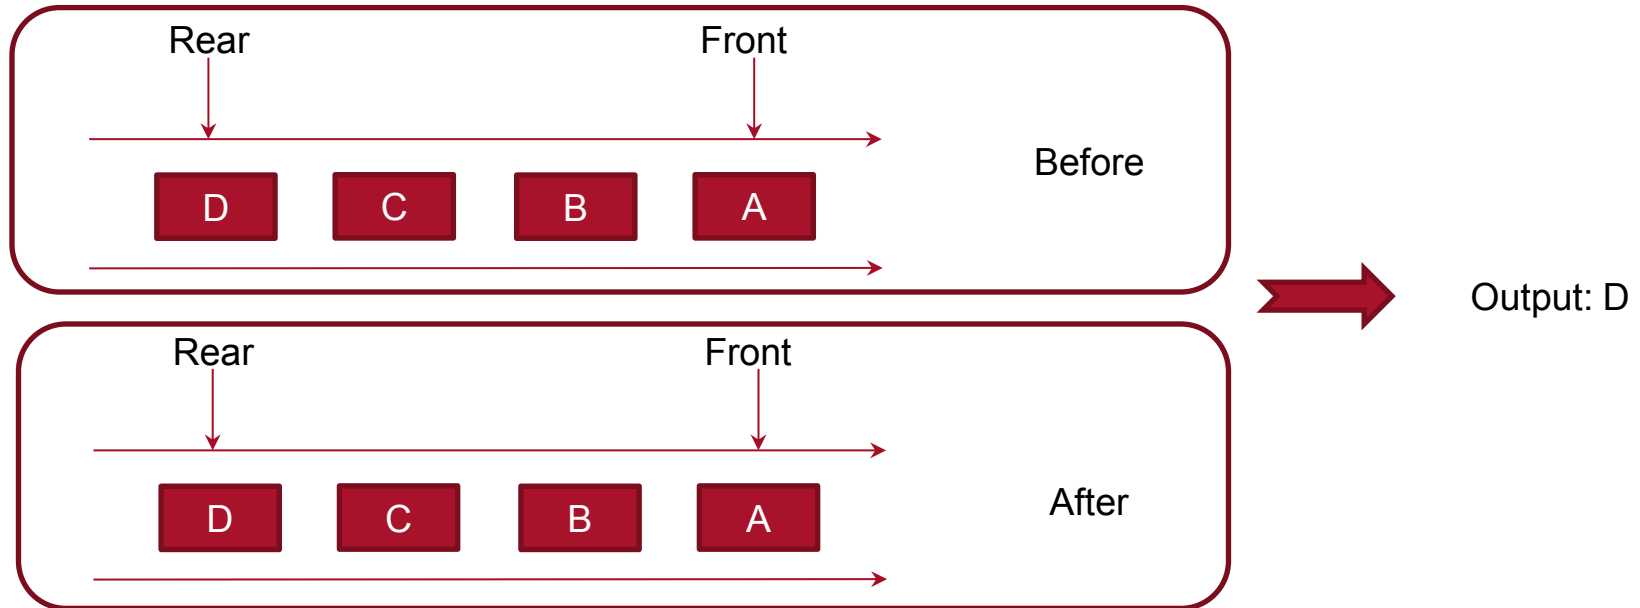 Rear Front
Before
D C B A
Output: D
Rear Front
D C B A
After